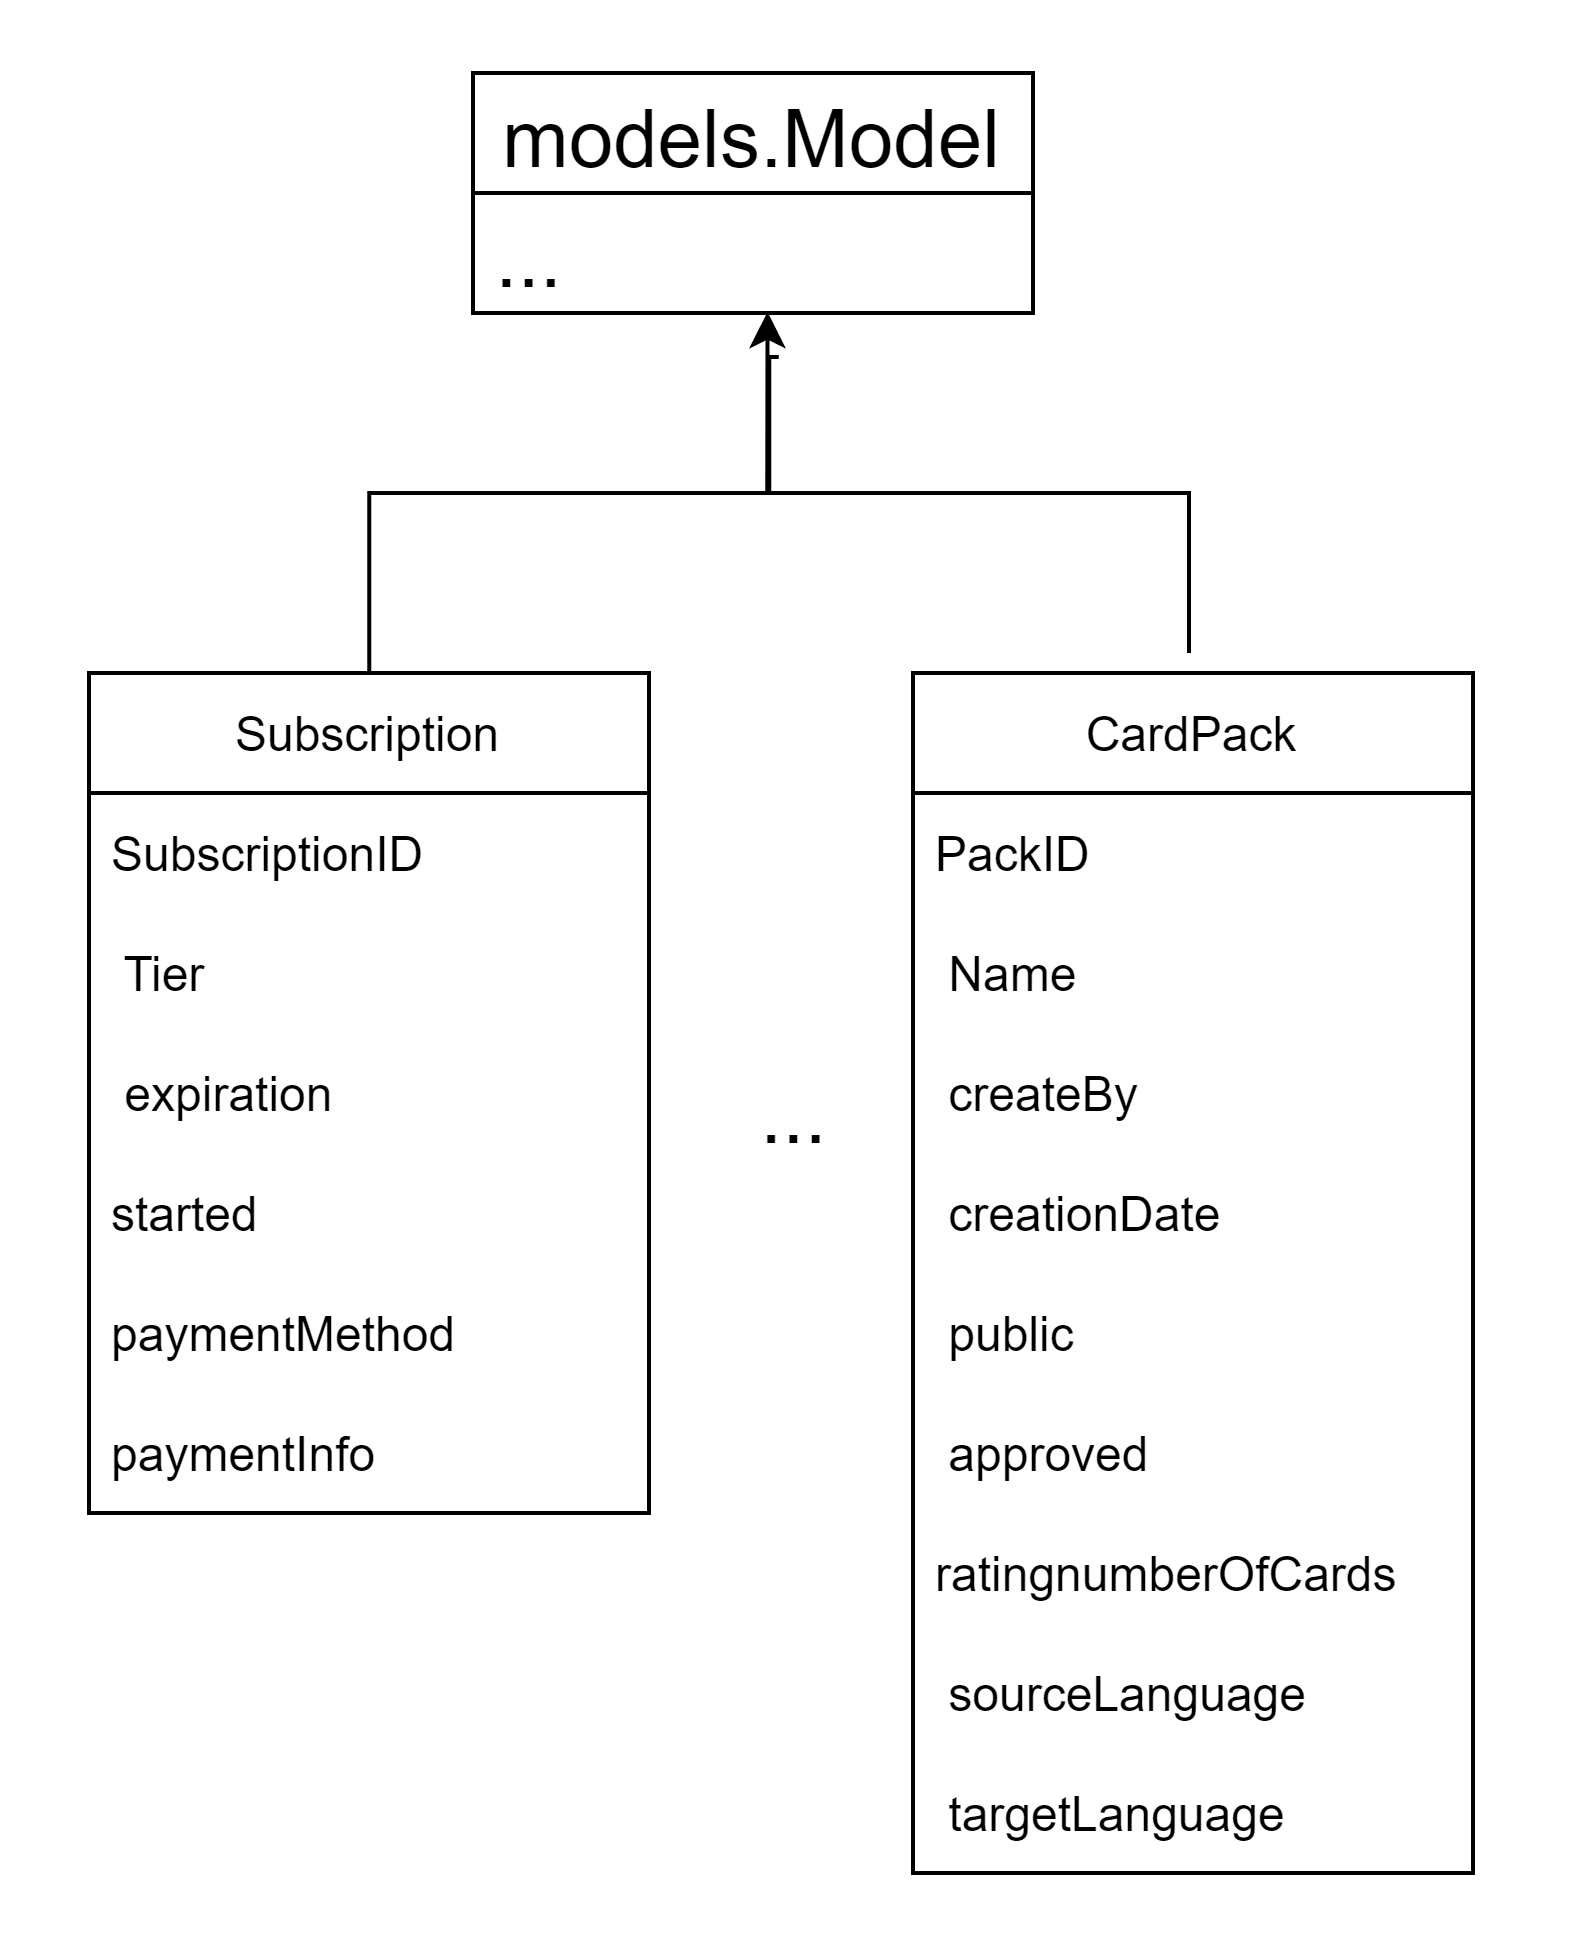 models.Model
...
Subscription
SubscriptionID
Tier
expiration
started
paymentMethod
paymentInfo
...
CardPack
PackID
Name
createBy
creationDate
public
approved
ratingnumberOfCards
sourceLanguage
targetLanguage